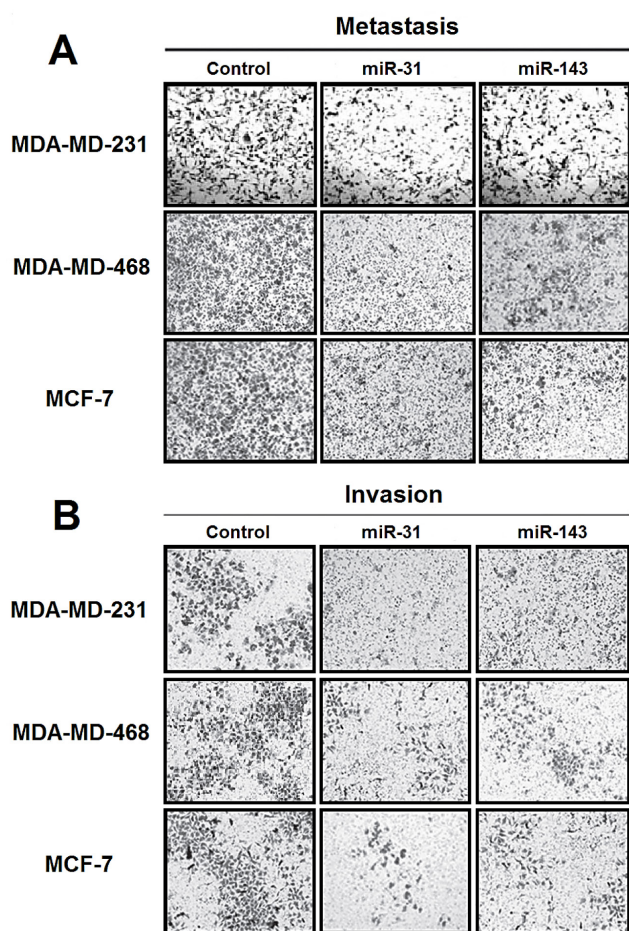 A
Metastasis
Control miR-31 miR-143
MDA-MD-231
MDA-MD-468
MCF-7
B
Invasion
Control miR-31 miR-143
MDA-MD-231
MDA-MD-468
MCF-7